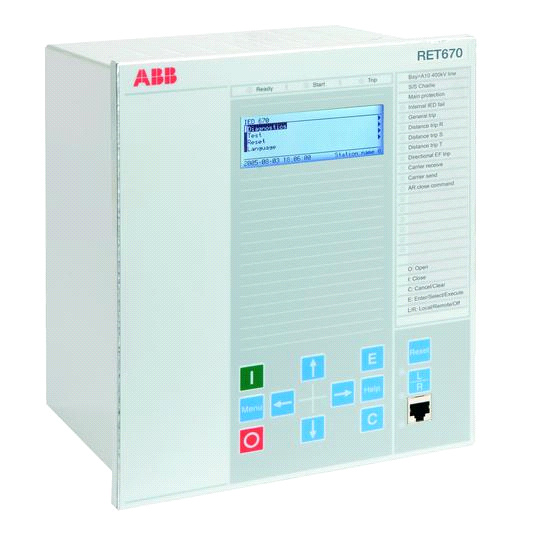 ABB
RET670
Ready
Start
Trip
Bay=A10 400kV line
S/S Charlie
Main protection
Internal IED fail
General trip
Distance trip R
Distance trip S
Distance trip T
Directional EF trip
Carrier receive
Carrier send
AR close command
IED 670
Diagnostics
Test
Reset
Language
2005-08-03 18.06.00 Station name
O: Open
I: Close
C: Cancel/Clear
E: Enter/Select/Execute
L/R: Local/Remote/Off
I
E
Reset
L
R
Menu
Help
O
C